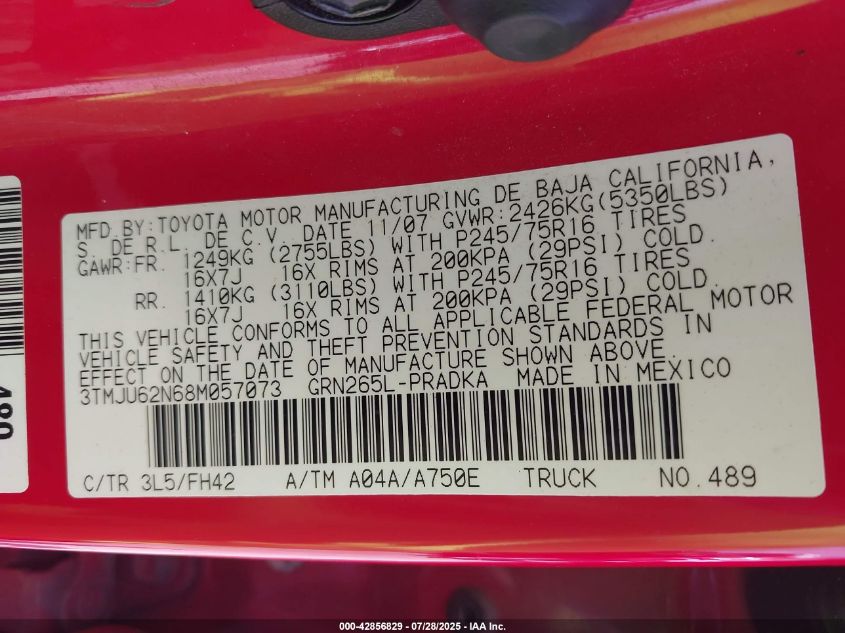 MFD.BY:TOYOTA MOTOR MANUFACTURING DE BAJA CALIFORNIA,
S. DE R.L. DE C.V. DATE 11/07 GVWR:2426KG(5350LBS)
GAWR:FR. 1249KG (2755LBS) WITH P245/75R16 TIRES
16X7J 16X RIMS AT 200KPA (29PSI) COLD.
RR. 1410KG (3110LBS) WITH P245/75R16 TIRES
16X7J 16X RIMS AT 200KPA (29PSI) COLD.
THIS VEHICLE CONFORMS TO ALL APPLICABLE FEDERAL MOTOR
VEHICLE SAFETY AND THEFT PREVENTION STANDARDS IN
EFFECT ON THE DATE OF MANUFACTURE SHOWN ABOVE.
3TMJU62N68M057073 GRN265L-PRADKA MADE IN MEXICO
C/TR 3L5/FH42 A/TM A04A/A750E TRUCK NO.489
000-42856829 - 07/28/2025 - IAA Inc.